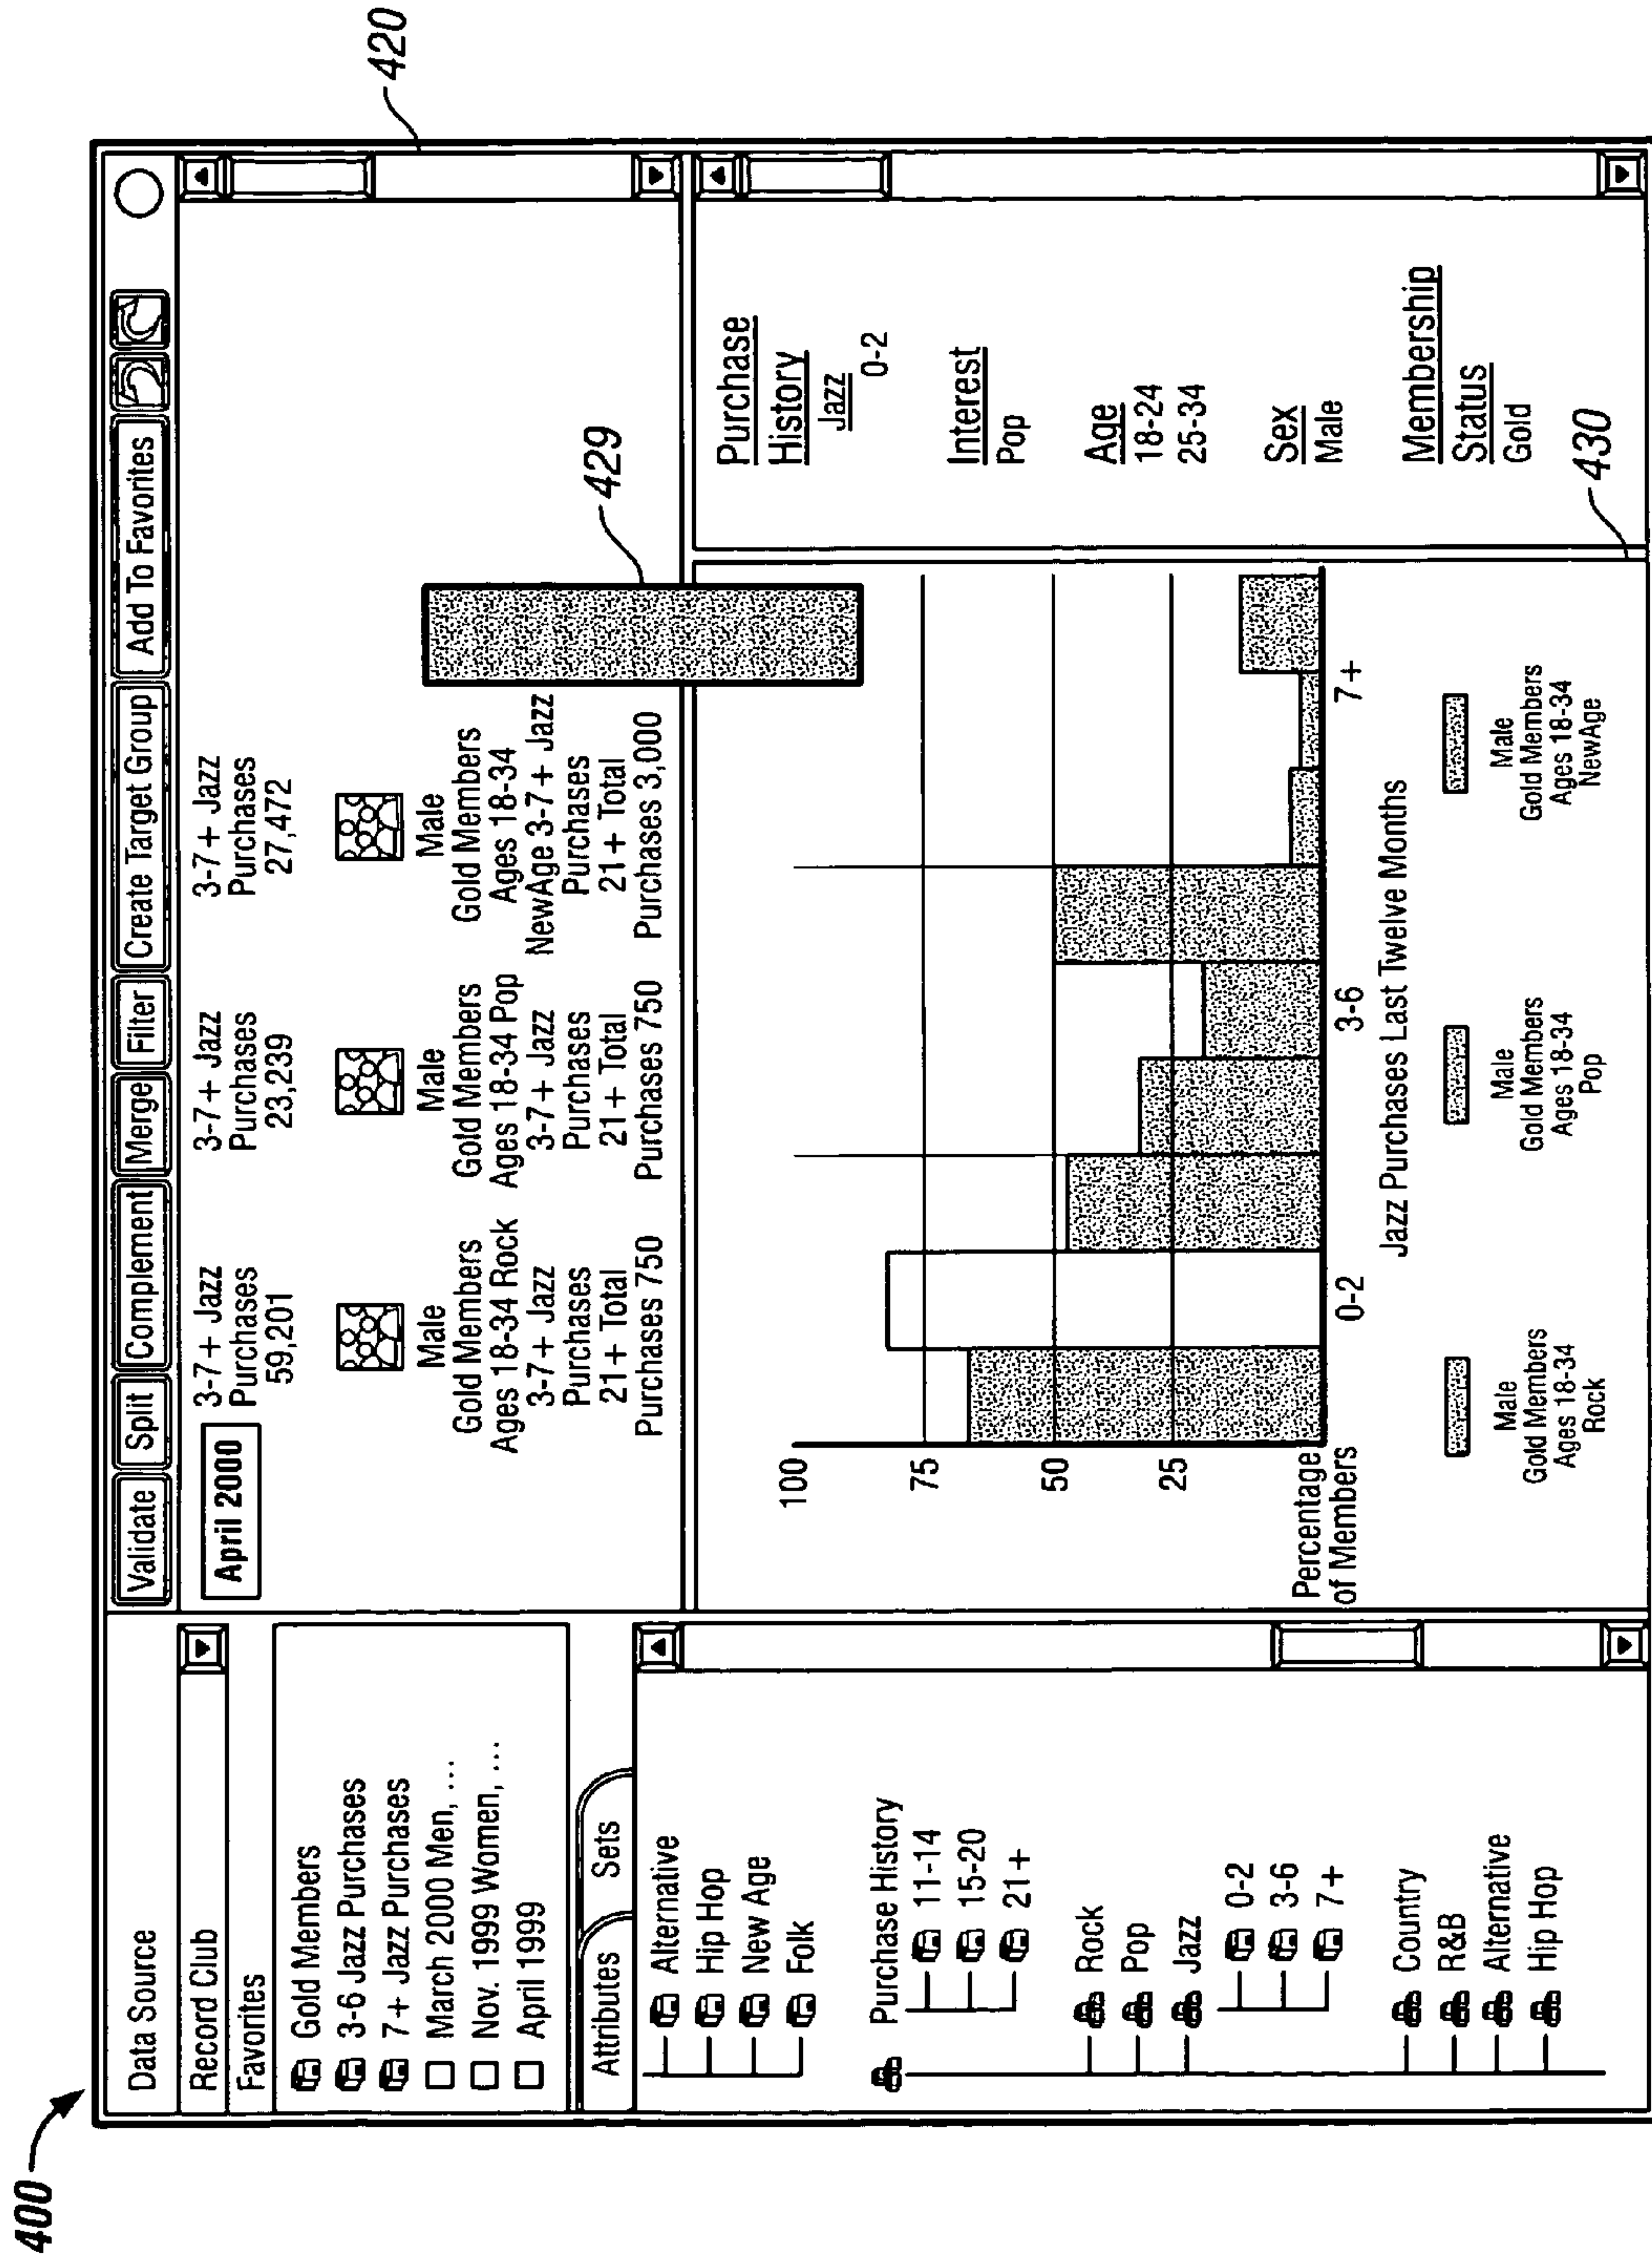 400
Data Source
Record Club
Favorites
Gold Members
3-6 Jazz Purchases
7+ Jazz Purchases
March 2000 Men, ...
Nov. 1999 Women, ...
April 1999
Attributes
Sets
Alternative
Hip Hop
New Age
Folk
Purchase History
11-14
15-20
21+
Rock
Pop
Jazz
0-2
3-6
7+
Country
R&B
Alternative
Hip Hop
Validate
Split
Complement
Merge
Filter
Create Target Group
Add To Favorites
420
April 2000
3-7+ Jazz
Purchases
59,201
3-7+ Jazz
Purchases
23,239
3-7+ Jazz
Purchases
27,472
Male
Gold Members
Ages 18-34 Rock
3-7+ Jazz
Purchases
21+ Total
Purchases 750
Male
Gold Members
Ages 18-34 Pop
3-7+ Jazz
Purchases
21+ Total
Purchases 750
Male
Gold Members
Ages 18-34
NewAge 3-7+ Jazz
Purchases
21+ Total
Purchases 3,000
429
100
75
50
25
Percentage
of Members
0-2
3-6
7+
Jazz Purchases Last Twelve Months
Male
Gold Members
Ages 18-34
Rock
Male
Gold Members
Ages 18-34
Pop
Male
Gold Members
Ages 18-34
NewAge
Purchase
History
Jazz
0-2
Interest
Pop
Age
18-24
25-34
Sex
Male
Membership
Status
Gold
430